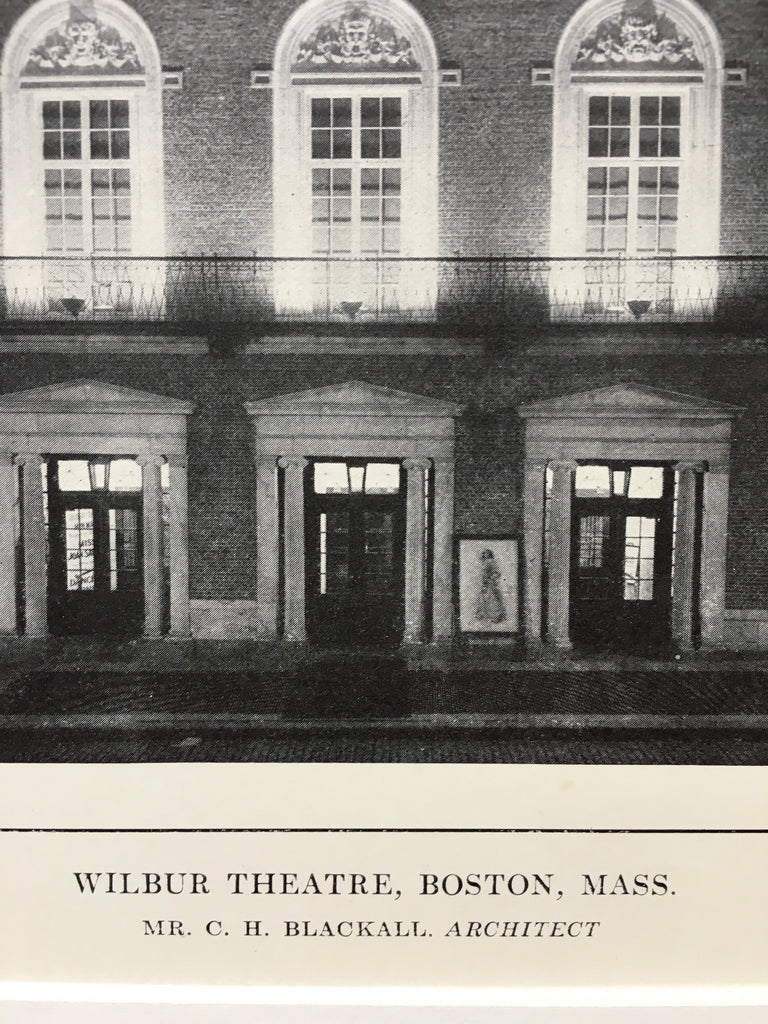 WILBUR THEATRE, BOSTON, MASS.
MR. C. H. BLACKALL. ARCHITECT